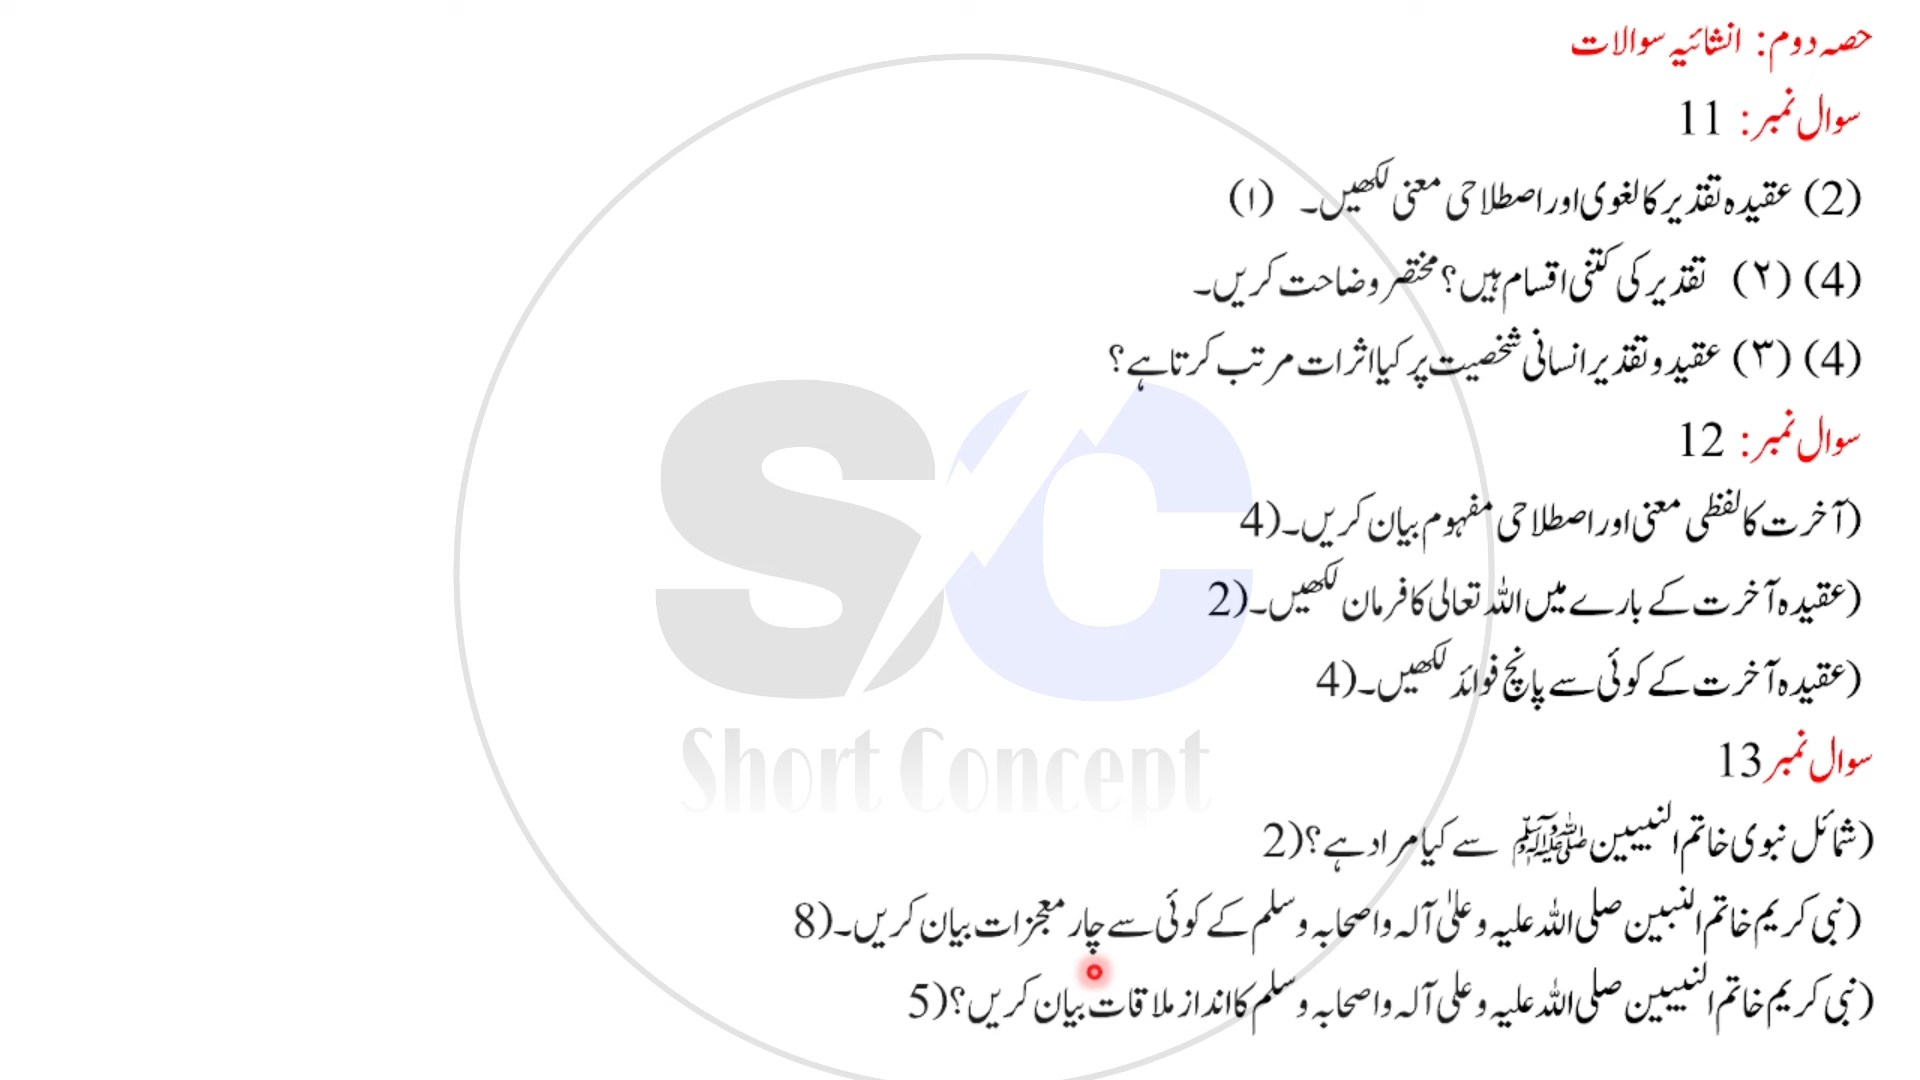 حصہ دوم: انشائیہ سوالات
سوال نمبر: 11
(2) عقیدہ تقدیر کا لغوی اور اصطلاحی معنی لکھیں۔ (۱)
(4) (۲) تقدیر کی کتنی اقسام ہیں؟ مختصر وضاحت کریں۔
(4) (۳) عقید و تقدیر انسانی شخصیت پر کیا اثرات مرتب کرتا ہے؟
سوال نمبر: 12
(آخرت کا لفظی معنی اور اصطلاحی مفہوم بیان کریں۔(4
(عقیدہ آخرت کے بارے میں اللہ تعالی کا فرمان لکھیں۔(2
(عقیدہ آخرت کے کوئی سے پانچ فوائد لکھیں۔(4
Short Concept
سوال نمبر 13
(شمائل نبوی خاتم النبیین ﷺ سے کیا مراد ہے؟(2
(نبی کریم خاتم النبین صلی اللہ علیہ وعلیٰ آلہ واصحابہ وسلم کے کوئی سے چار معجزات بیان کریں۔(8
(نبی کریم خاتم النبیین صلی اللہ علیہ وعلی آلہ واصحابہ وسلم کا انداز ملاقات بیان کریں؟(5